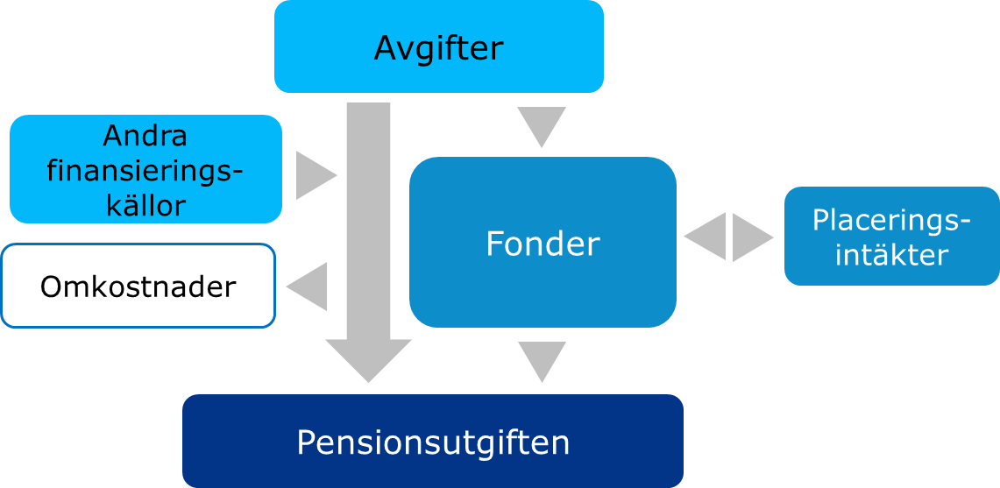 Avgifter
Andra
finansierings-
källor
Omkostnader
Fonder
Placerings-
intäkter
Pensionsutgiften